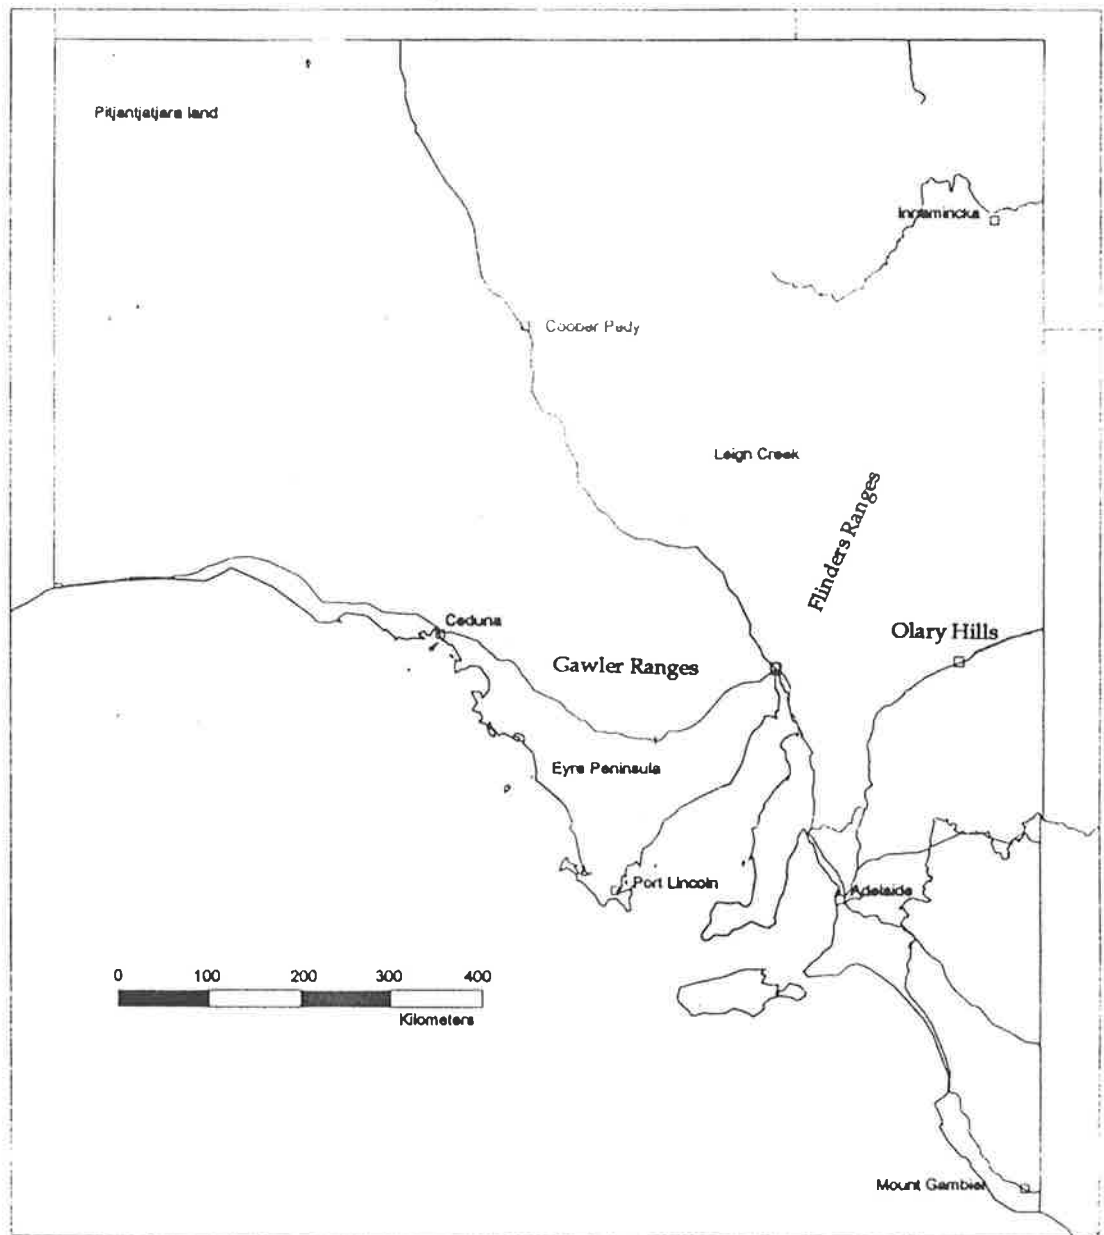 Pitjantjatjara land
Innamincka
Coober Pedy
Leign Creek
Flinders Ranges
Ceduna
Olary Hills
Gawler Ranges
Eyre Peninsula
Port Lincoln
Adelaide
0 100 200 300 400
Kilometers
Mount Gambier